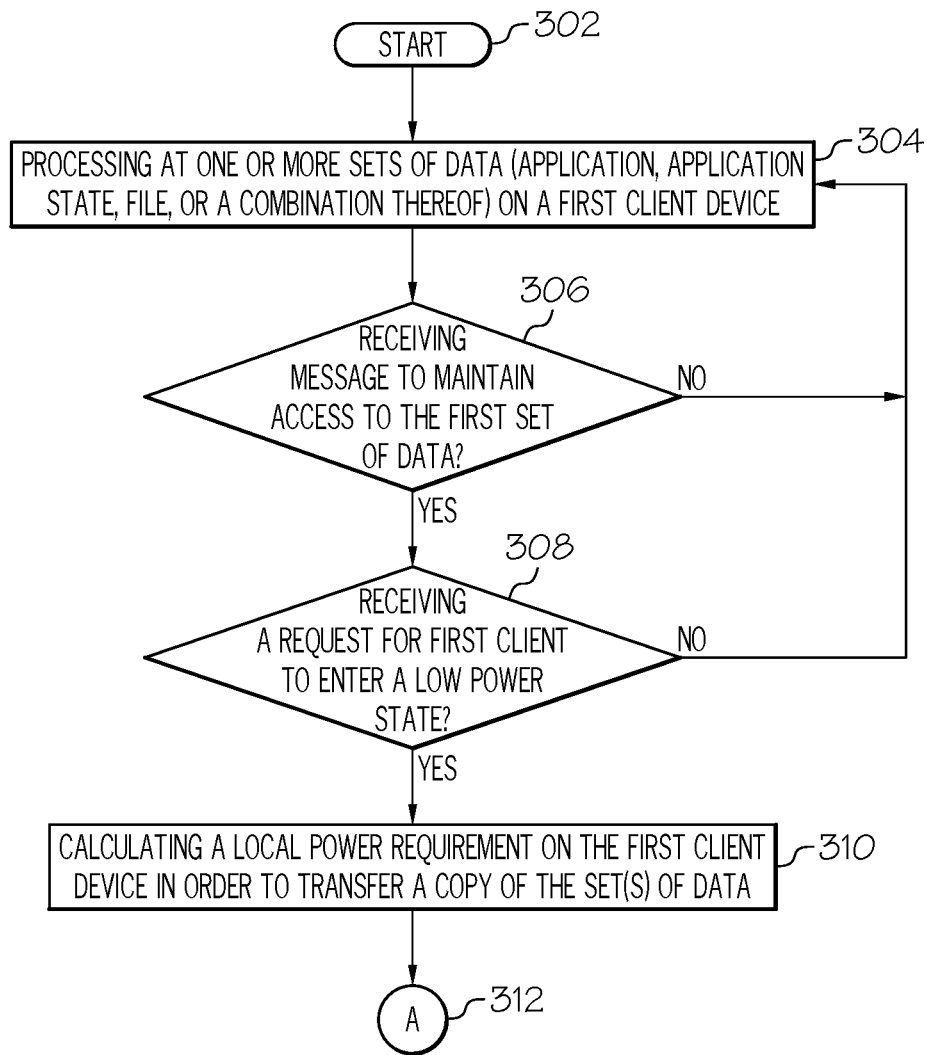 START
302
PROCESSING AT ONE OR MORE SETS OF DATA (APPLICATION, APPLICATION
STATE, FILE, OR A COMBINATION THEREOF) ON A FIRST CLIENT DEVICE
304
306
RECEIVING
MESSAGE TO MAINTAIN
ACCESS TO THE FIRST SET
OF DATA?
NO
YES
308
RECEIVING
A REQUEST FOR FIRST CLIENT
TO ENTER A LOW POWER
STATE?
NO
YES
CALCULATING A LOCAL POWER REQUIREMENT ON THE FIRST CLIENT
DEVICE IN ORDER TO TRANSFER A COPY OF THE SET(S) OF DATA
310
A
312